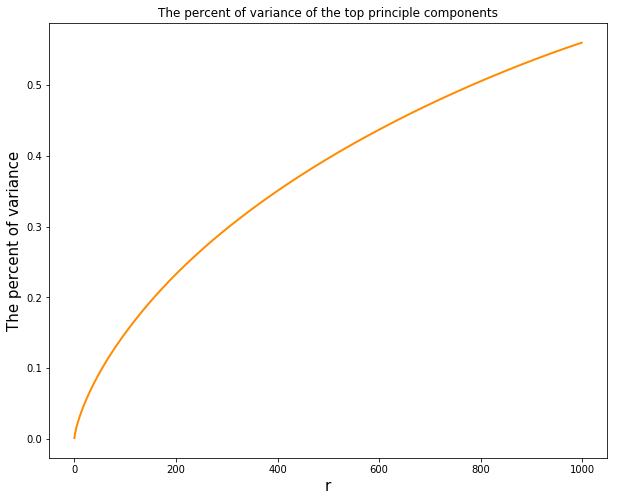 The percent of variance of the top principle components
0.5
0.4
0.3
0.2
0.1
0.0
The percent of variance
0 200 400 600 800 1000
r